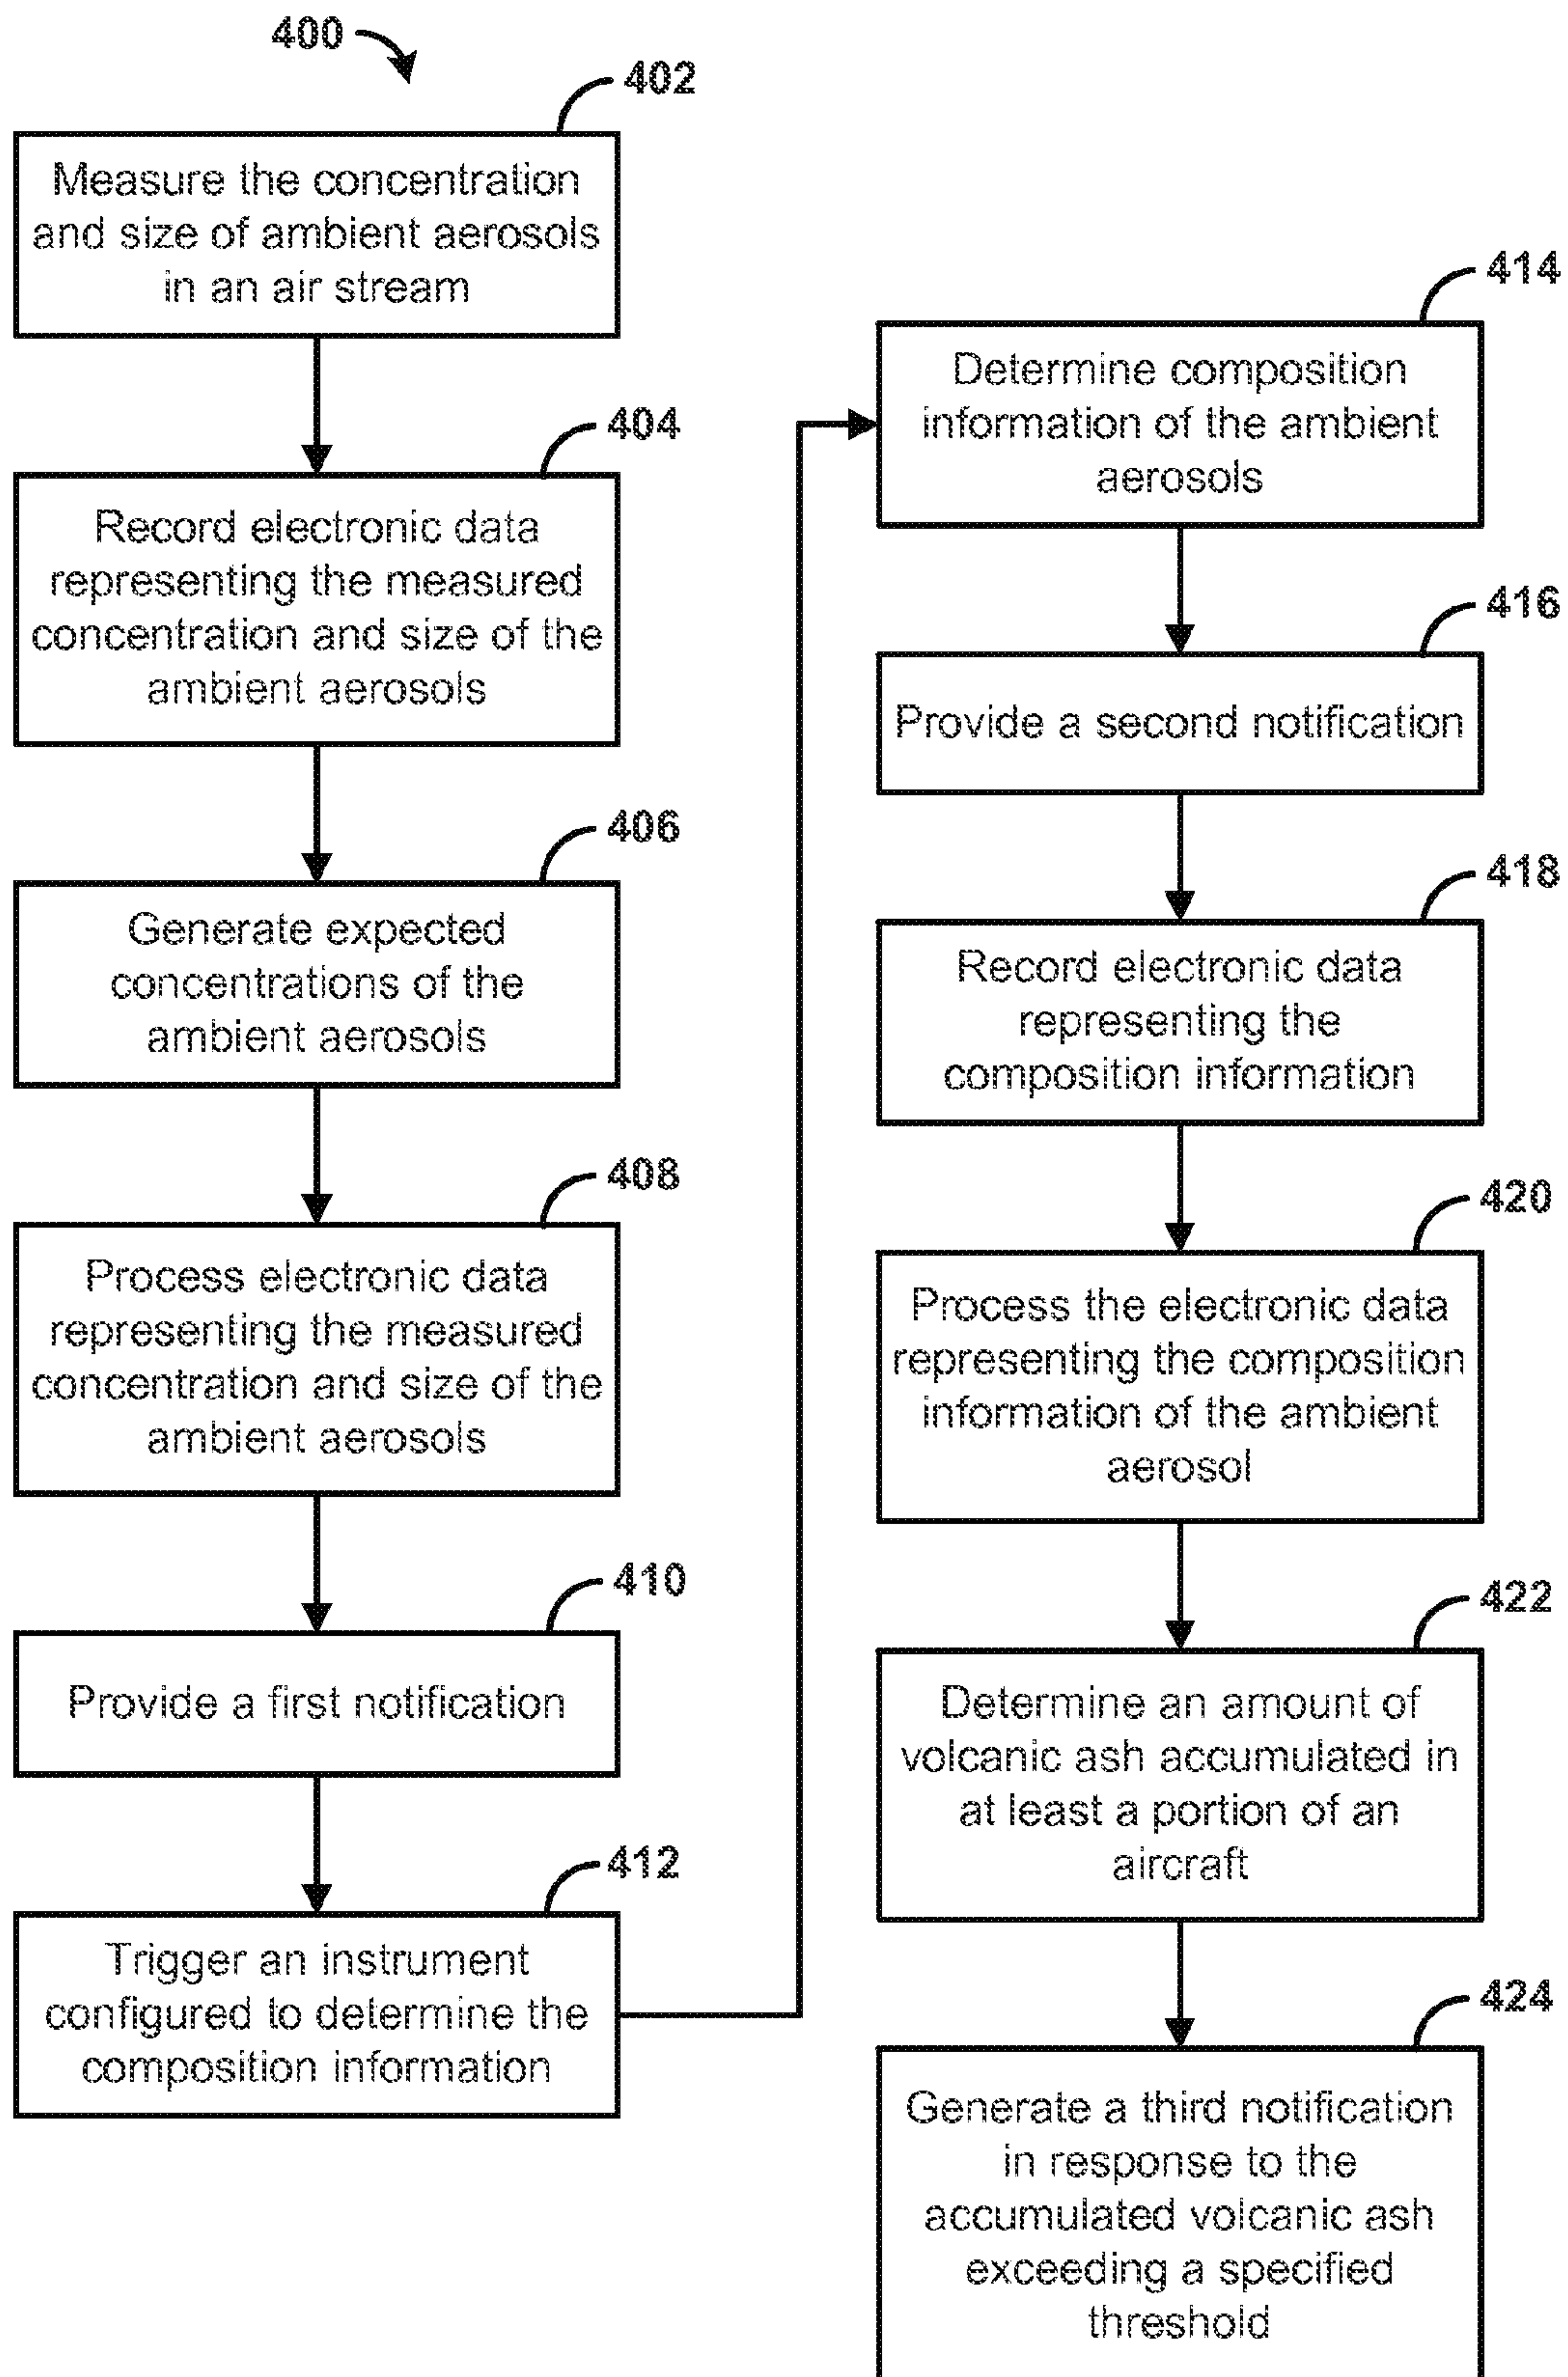 400
402
Measure the concentration
and size of ambient aerosols
in an air stream
404
Record electronic data
representing the measured
concentration and size of the
ambient aerosols
406
Generate expected
concentrations of the
ambient aerosols
408
Process electronic data
representing the measured
concentration and size of the
ambient aerosols
410
Provide a first notification
412
Trigger an instrument
configured to determine the
composition information
414
Determine composition
information of the ambient
aerosols
416
Provide a second notification
418
Record electronic data
representing the
composition information
420
Process the electronic data
representing the composition
information of the ambient
aerosol
422
Determine an amount of
volcanic ash accumulated in
at least a portion of an
aircraft
424
Generate a third notification
in response to the
accumulated volcanic ash
exceeding a specified
threshold